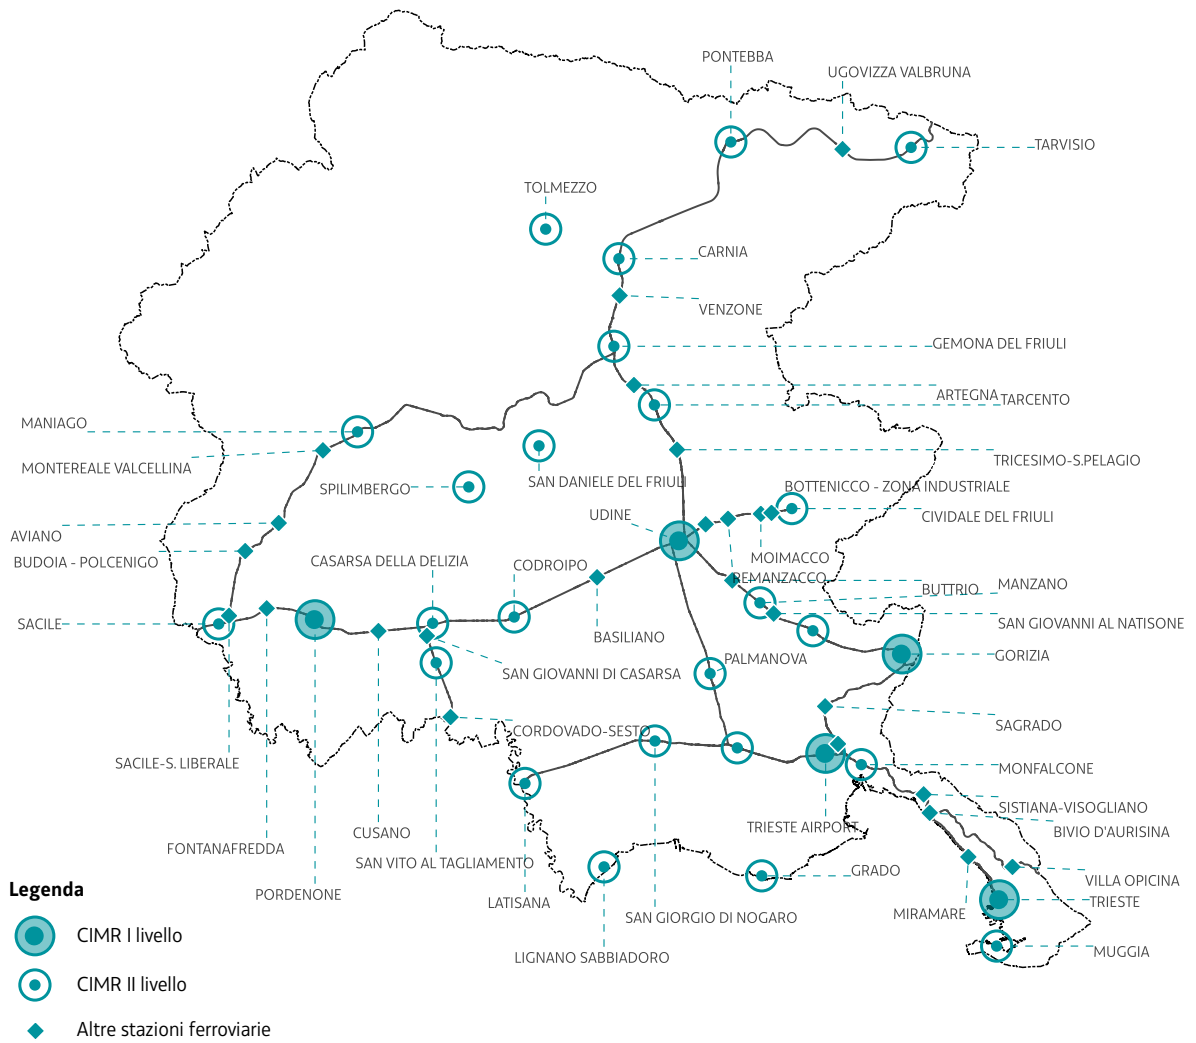 PONTEBBA
UGOVIZZA VALBRUNA
TARVISIO
TOLMEZZO
CARNIA
VENZONE
GEMONA DEL FRIULI
ARTEGNA
TARCENTO
MANIAGO
MONTEREALE VALCELLINA
TRICESIMO-S.PELAGIO
SAN DANIELE DEL FRIULI
SPILIMBERGO
BOTTENICCO - ZONA INDUSTRIALE
UDINE
CIVIDALE DEL FRIULI
AVIANO
BUDOIA - POLCENIGO
CASARSA DELLA DELIZIA
CODROIPO
MOIMACCO
REMANZACCO
BUTTRIO
MANZANO
SACILE
BASILIANO
SAN GIOVANNI AL NATISONE
PALMANOVA
GORIZIA
SAN GIOVANNI DI CASARSA
SAGRADO
CORDOVADO-SESTO
SACILE-S. LIBERALE
MONFALCONE
SISTIANA-VISOGLIANO
TRIESTE AIRPORT
BIVIO D'AURISINA
CUSANO
FONTANAFREDDA
SAN VITO AL TAGLIAMENTO
GRADO
VILLA OPICINA
PORDENONE
LATISANA
TRIESTE
MIRAMARE
SAN GIORGIO DI NOGARO
LIGNANO SABBIADORO
MUGGIA
Legenda
CIMR I livello
CIMR II livello
Altre stazioni ferroviarie